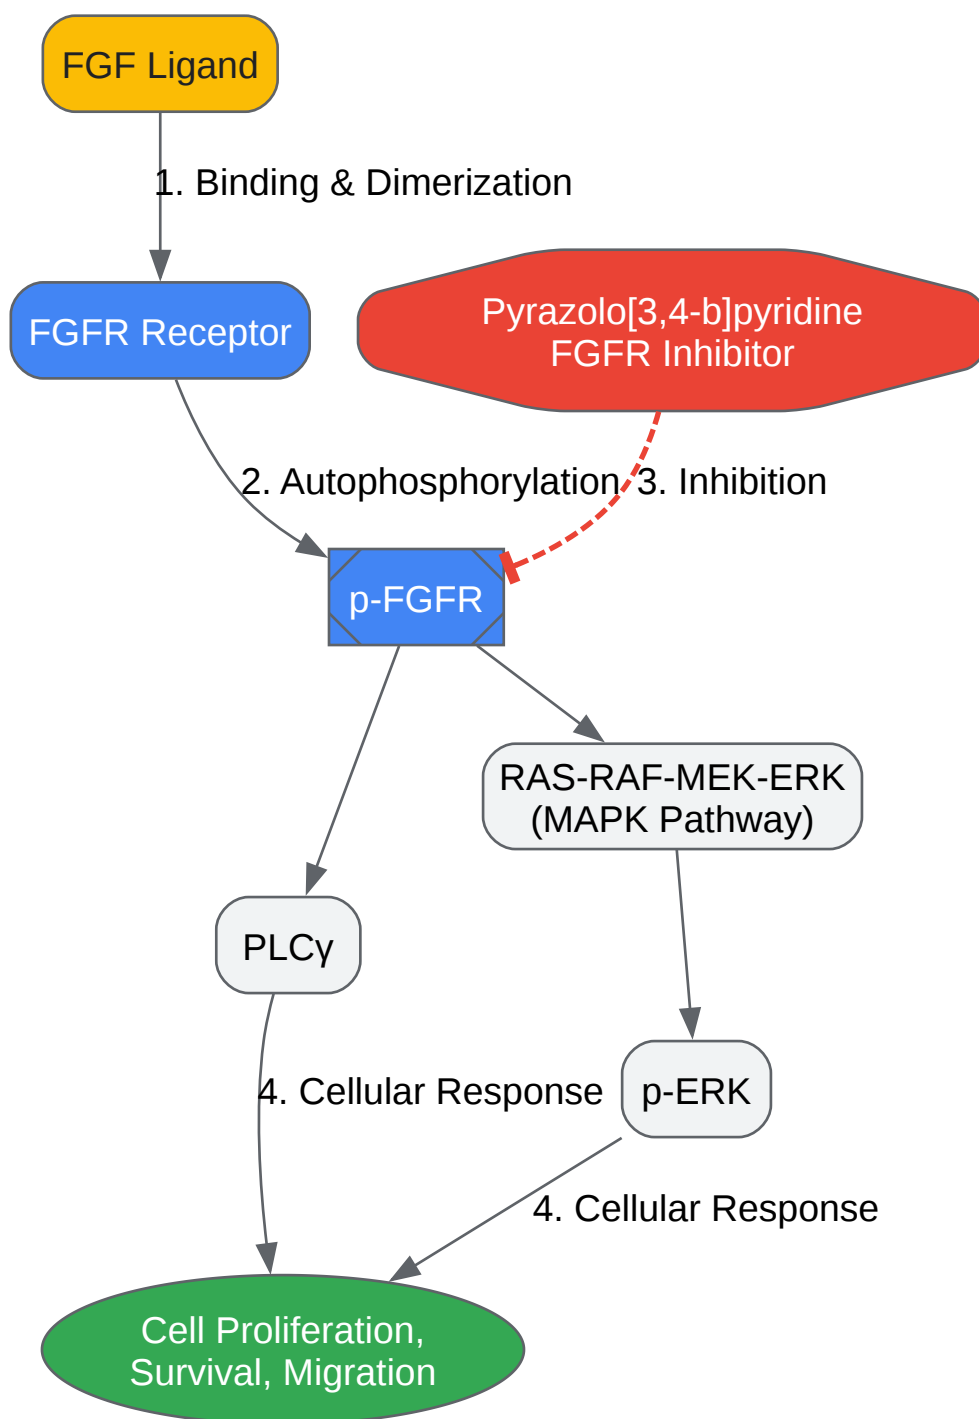 FGF Ligand
1. Binding & Dimerization
FGFR Receptor
Pyrazolo[3,4-b]pyridine
FGFR Inhibitor
2. Autophosphorylation
3. Inhibition
p-FGFR
RAS-RAF-MEK-ERK
(MAPK Pathway)
PLCγ
4. Cellular Response
p-ERK
4. Cellular Response
Cell Proliferation,
Survival, Migration